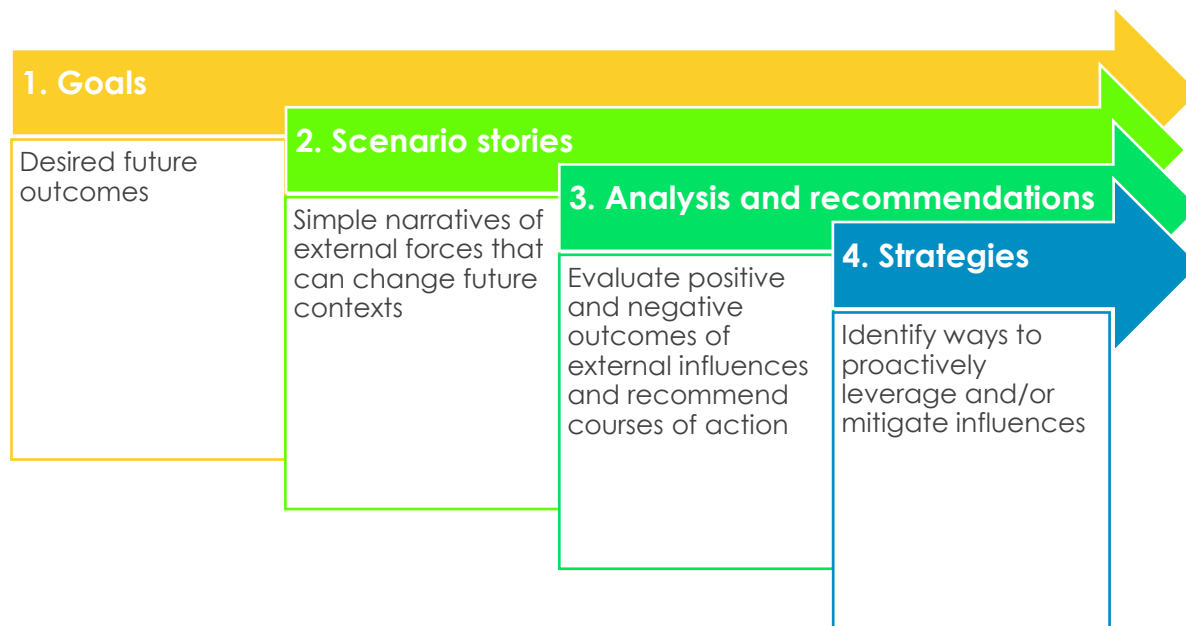 1. Goals
Desired future
outcomes
2. Scenario stories
Simple narratives of
external forces that
can change future
contexts
3. Analysis and recommendations
Evaluate positive
and negative
outcomes of
external influences
and recommend
courses of action
4. Strategies
Identify ways to
proactively
leverage and/or
mitigate influences